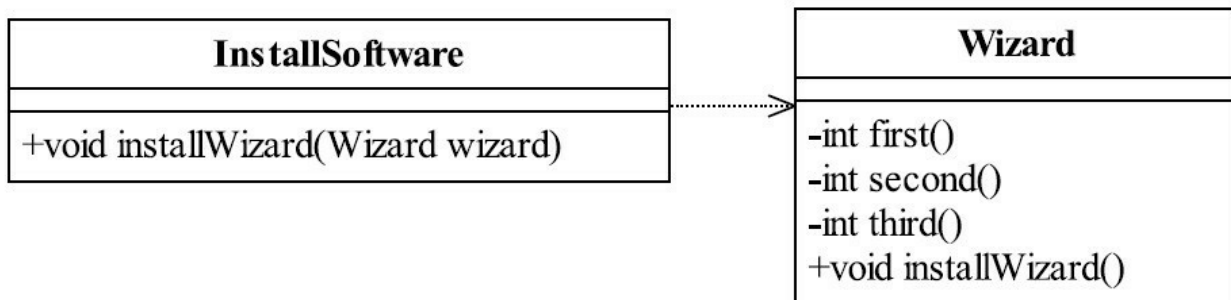 InstallSoftware
+void installWizard(Wizard wizard)
Wizard
-int first()
-int second()
-int third()
+void installWizard()